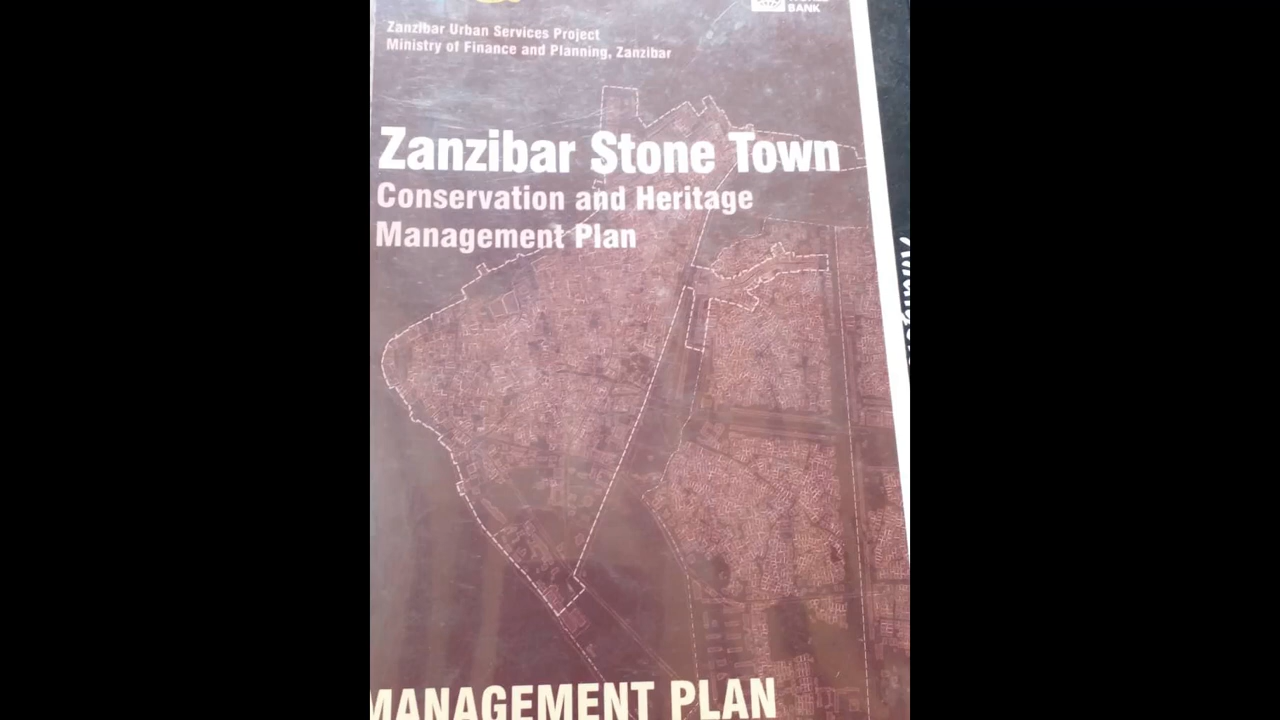 BANK
Zanzibar Urban Services Project
Ministry of Finance and Planning, Zanzibar
Zanzibar Stone Town
Conservation and Heritage
Management Plan
MANAGEMENT PLAN